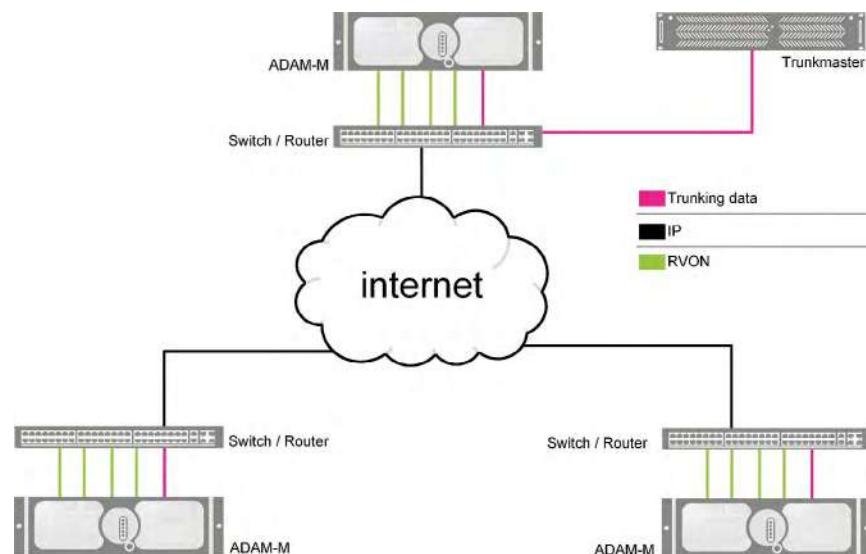 ADAM-M
Trunkmaster
Switch / Router
Trunking data
IP
RVON
internet
Switch / Router
Switch / Router
ADAM-M
ADAM-M